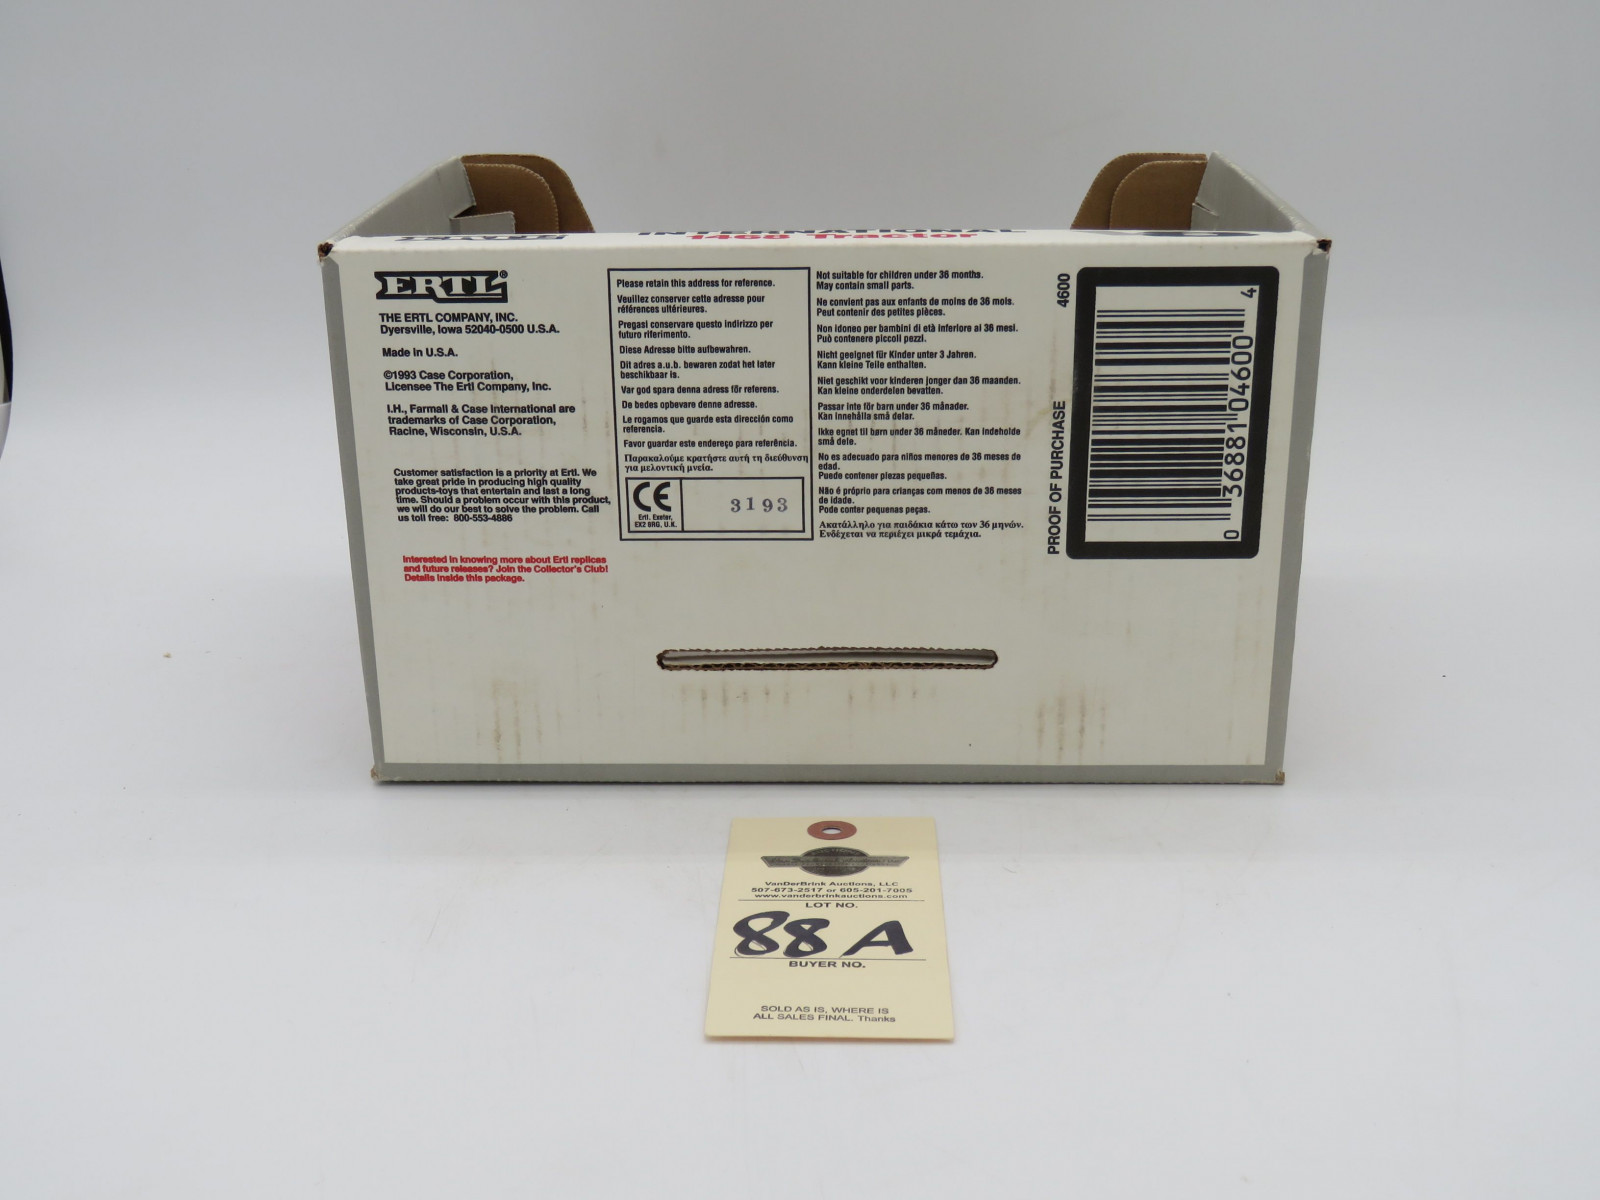 INTERNATIONAL
1468 Tractor
ERTL®
THE ERTL COMPANY, INC.
Dyersville, Iowa 52040-0500 U.S.A.
Made in U.S.A.
©1993 Case Corporation,
Licensee The Ertl Company, Inc.
I.H., Farmall & Case International are
trademarks of Case Corporation,
Racine, Wisconsin, U.S.A.
Customer satisfaction is a priority at Ertl. We
take great pride in producing high quality
products-toys that entertain and last a long
time. Should a problem occur with this product,
we will do our best to solve the problem. Call
us toll free: 800-553-4886
Interested in knowing more about Ertl replicas
and future releases? Join the Collector's Club!
Details inside this package.
Please retain this address for reference.
Veuillez conserver cette adresse pour
références ultérieures.
Pregasi conservare questo indirizzo per
futuro riferimento.
Diese Adresse bitte aufbewahren.
Dit adres a.u.b. bewaren zodat het later
beschikbaar is.
Var god spara denna adress för referens.
De bedes opbevare denne adresse.
Le rogamos que guarde esta dirección como
referencia.
Favor guardar este endereço para referência.
Παρακαλούμε κρατήστε αυτή τη διεύθυνση
για μελοντική μνεία.
CE
Ertl, Exeter,
EX2 8RG, U.K.
3193
Not suitable for children under 36 months.
May contain small parts.
Ne convient pas aux enfants de moins de 36 mois.
Peut contenir des petites pièces.
Non idoneo per bambini di età inferiora al 36 mesi.
Può contenere piccoli pezzi.
Nicht geeignet für Kinder unter 3 Jahren.
Kann kleine Teile enthalten.
Niet geschikt voor kinderen jonger dan 36 maanden.
Kan kleine onderdelen bevatten.
Passar inte för barn under 36 månader.
Kan innehålla små delar.
Ikke egnet til børn under 36 måneder. Kan indeholde
små dele.
No es adecuado para niños menores de 36 meses de
edad.
Puede contener piezas pequeñas.
Não é próprio para crianças com menos de 36 meses
de idade.
Pode conter pequenas peças.
Ακατάλληλο για παιδάκια κάτω των 36 μηνών.
Ενδέχεται να περιέχει μικρά τεμάχια.
4600
PROOF OF PURCHASE
0 36881 04600 4
VanDerBrink Auctions, LLC
507-673-2517 or 605-201-7005
www.vanderbrinkauctions.com
LOT NO.
88A
BUYER NO.
SOLD AS IS, WHERE IS
ALL SALES FINAL. Thanks